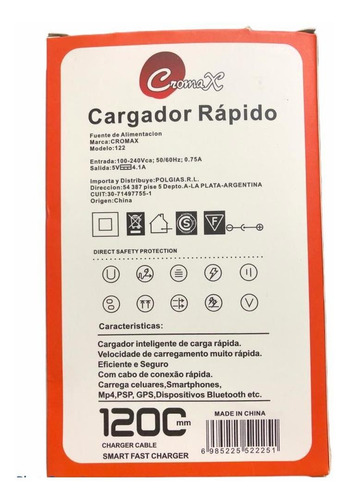 CromaX
Cargador Rápido
Fuente de Alimentacion
Marca:CROMAX
Modelo:122
Entrada:100-240Vca; 50/60Hz; 0.75A
Salida:5V⎓4.1A
Importa y Distribuye:POLGIAS.R.L.
Direccion:54 387 pise 5 Depto.A-LA PLATA-ARGENTINA
CUIT:30-71497755-1
Origen:China
S
F
DIRECT SAFETY PROTECTION
Caracteristicas:
Cargador inteligente de carga rápida.
Velocidade de carregamento muito rápida.
Eficiente e Seguro
Com cabo de conexão rápida.
Carrega celuares,Smartphones,
Mp4,PSP, GPS,Dispositivos Bluetooth etc.
1200mm
CHARGER CABLE
SMART FAST CHARGER
MADE IN CHINA
6 985225 522251